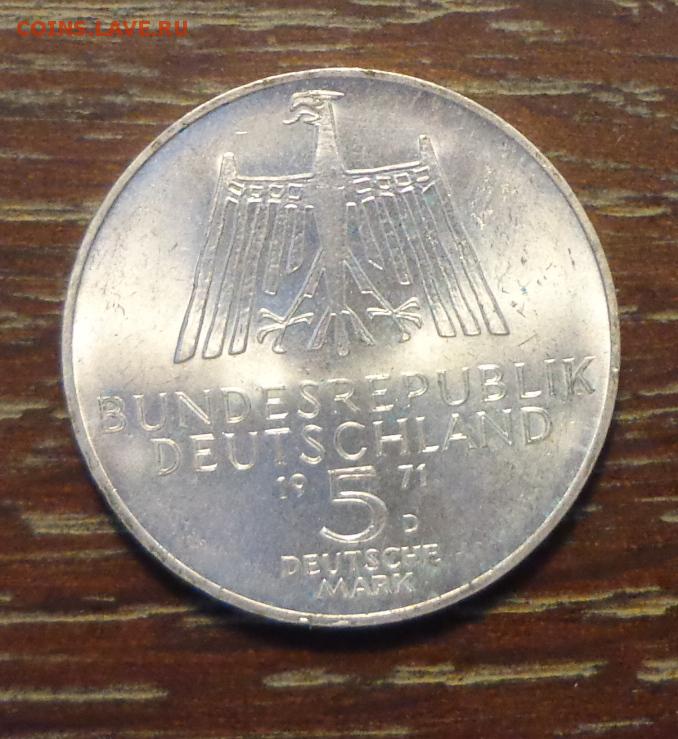 COINS.LAVE.RU
BUNDESREPUBLIK
DEUTSCHLAND
19 71
5
D
DEUTSCHE
MARK